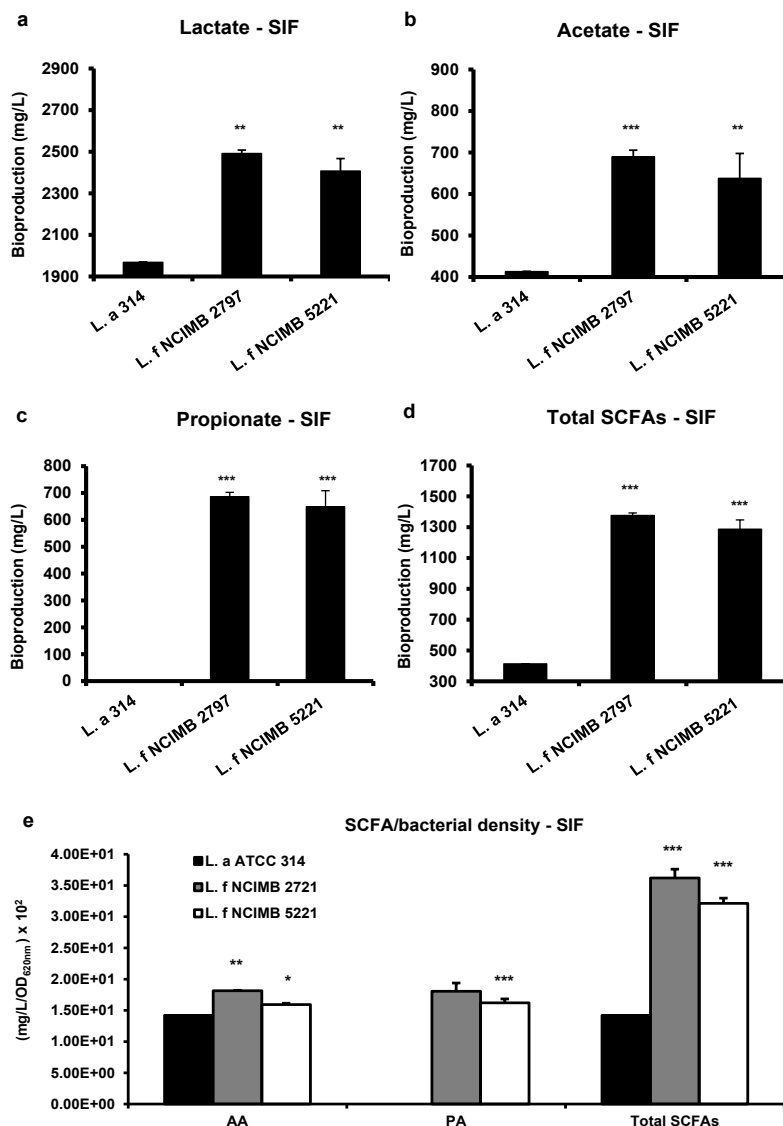 a
Lactate - SIF
Bioproduction (mg/L)
2900
2700
2500
2300
2100
1900
** **
L. a 314
L. f NCIMB 2797
L. f NCIMB 5221
b
Acetate - SIF
Bioproduction (mg/L)
900
800
700
600
500
400
*** **
L. a 314
L. f NCIMB 2797
L. f NCIMB 5221
c
Propionate - SIF
Bioproduction (mg/L)
800
700
600
500
400
300
200
100
0
*** ***
L. a 314
L. f NCIMB 2797
L. f NCIMB 5221
d
Total SCFAs - SIF
Bioproduction (mg/L)
1700
1500
1300
1100
900
700
500
300
*** ***
L. a 314
L. f NCIMB 2797
L. f NCIMB 5221
e
SCFA/bacterial density - SIF
(mg/L/OD620nm) x 10²
4.00E+01
3.50E+01
3.00E+01
2.50E+01
2.00E+01
1.50E+01
1.00E+01
5.00E+00
0.00E+00
L. a ATCC 314
L. f NCIMB 2721
L. f NCIMB 5221
** *
***
*** ***
AA PA Total SCFAs